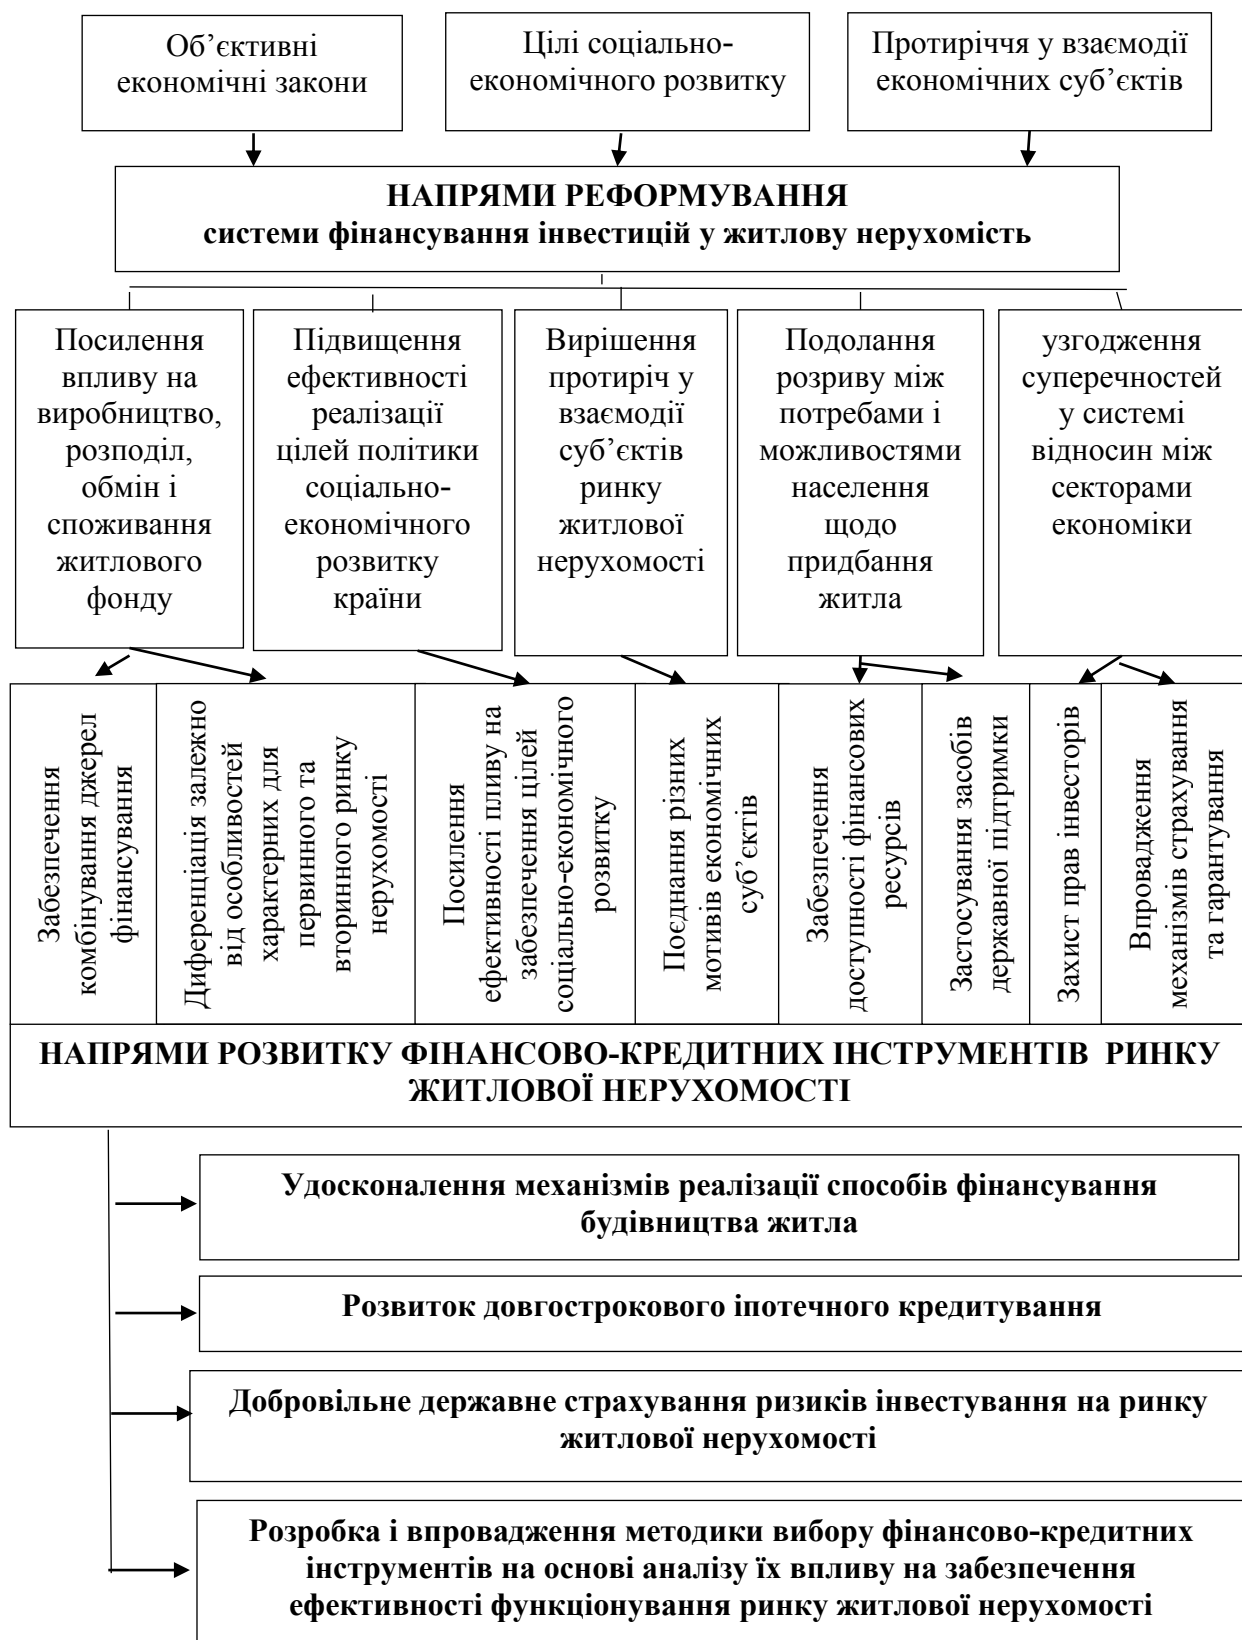 Об’єктивні
економічні закони
Цілі соціально-
економічного розвитку
Протиріччя у взаємодії
економічних суб’єктів
НАПРЯМИ РЕФОРМУВАННЯ
системи фінансування інвестицій у житлову нерухомість
Посилення
впливу на
виробництво,
розподіл,
обмін і
споживання
житлового
фонду
Підвищення
ефективності
реалізації
цілей політики
соціально-
економічного
розвитку
країни
Вирішення
протиріч у
взаємодії
суб’єктів
ринку
житлової
нерухомості
Подолання
розриву між
потребами і
можливостями
населення
щодо
придбання
житла
узгодження
суперечностей
у системі
відносин між
секторами
економіки
Забезпечення
комбінування джерел
фінансування
Диференціація залежно
від особливостей
характерних для
первинного та
вторинного ринку
нерухомості
Посилення
ефективності пливу на
забезпечення цілей
соціально-економічного
розвитку
Поєднання різних
мотивів економічних
суб’єктів
Забезпечення
доступності фінансових
ресурсів
Застосування засобів
державної підтримки
Захист прав інвесторів
Впровадження
механізмів страхування
та гарантування
НАПРЯМИ РОЗВИТКУ ФІНАНСОВО-КРЕДИТНИХ ІНСТРУМЕНТІВ РИНКУ
ЖИТЛОВОЇ НЕРУХОМОСТІ
Удосконалення механізмів реалізації способів фінансування
будівництва житла
Розвиток довгострокового іпотечного кредитування
Добровільне державне страхування ризиків інвестування на ринку
житлової нерухомості
Розробка і впровадження методики вибору фінансово-кредитних
інструментів на основі аналізу їх впливу на забезпечення
ефективності функціонування ринку житлової нерухомості